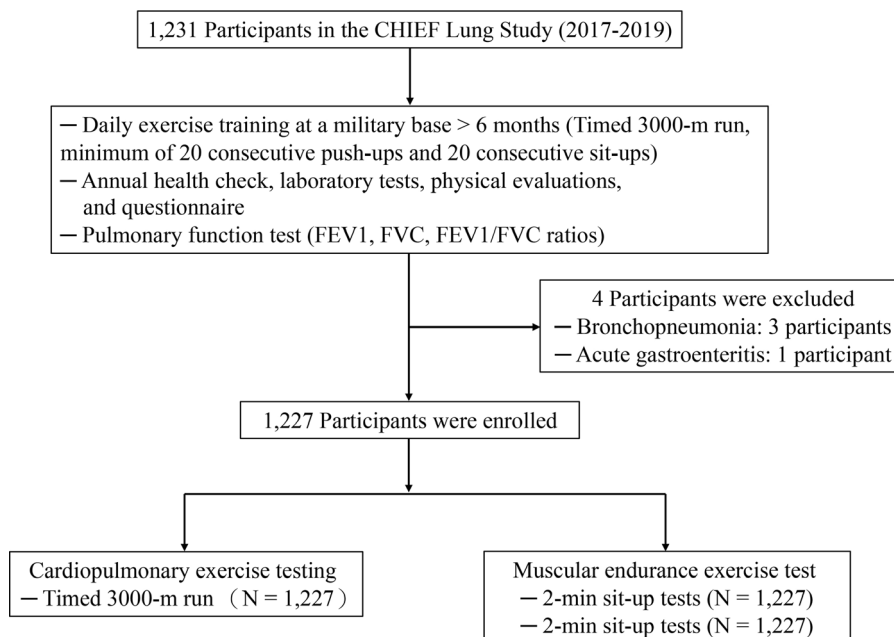 1,231 Participants in the CHIEF Lung Study (2017-2019)
— Daily exercise training at a military base > 6 months (Timed 3000-m run,
minimum of 20 consecutive push-ups and 20 consecutive sit-ups)
— Annual health check, laboratory tests, physical evaluations,
and questionnaire
— Pulmonary function test (FEV1, FVC, FEV1/FVC ratios)
4 Participants were excluded
— Bronchopneumonia: 3 participants
— Acute gastroenteritis: 1 participant
1,227 Participants were enrolled
Cardiopulmonary exercise testing
— Timed 3000-m run （N = 1,227）
Muscular endurance exercise test
— 2-min sit-up tests (N = 1,227)
— 2-min sit-up tests (N = 1,227)